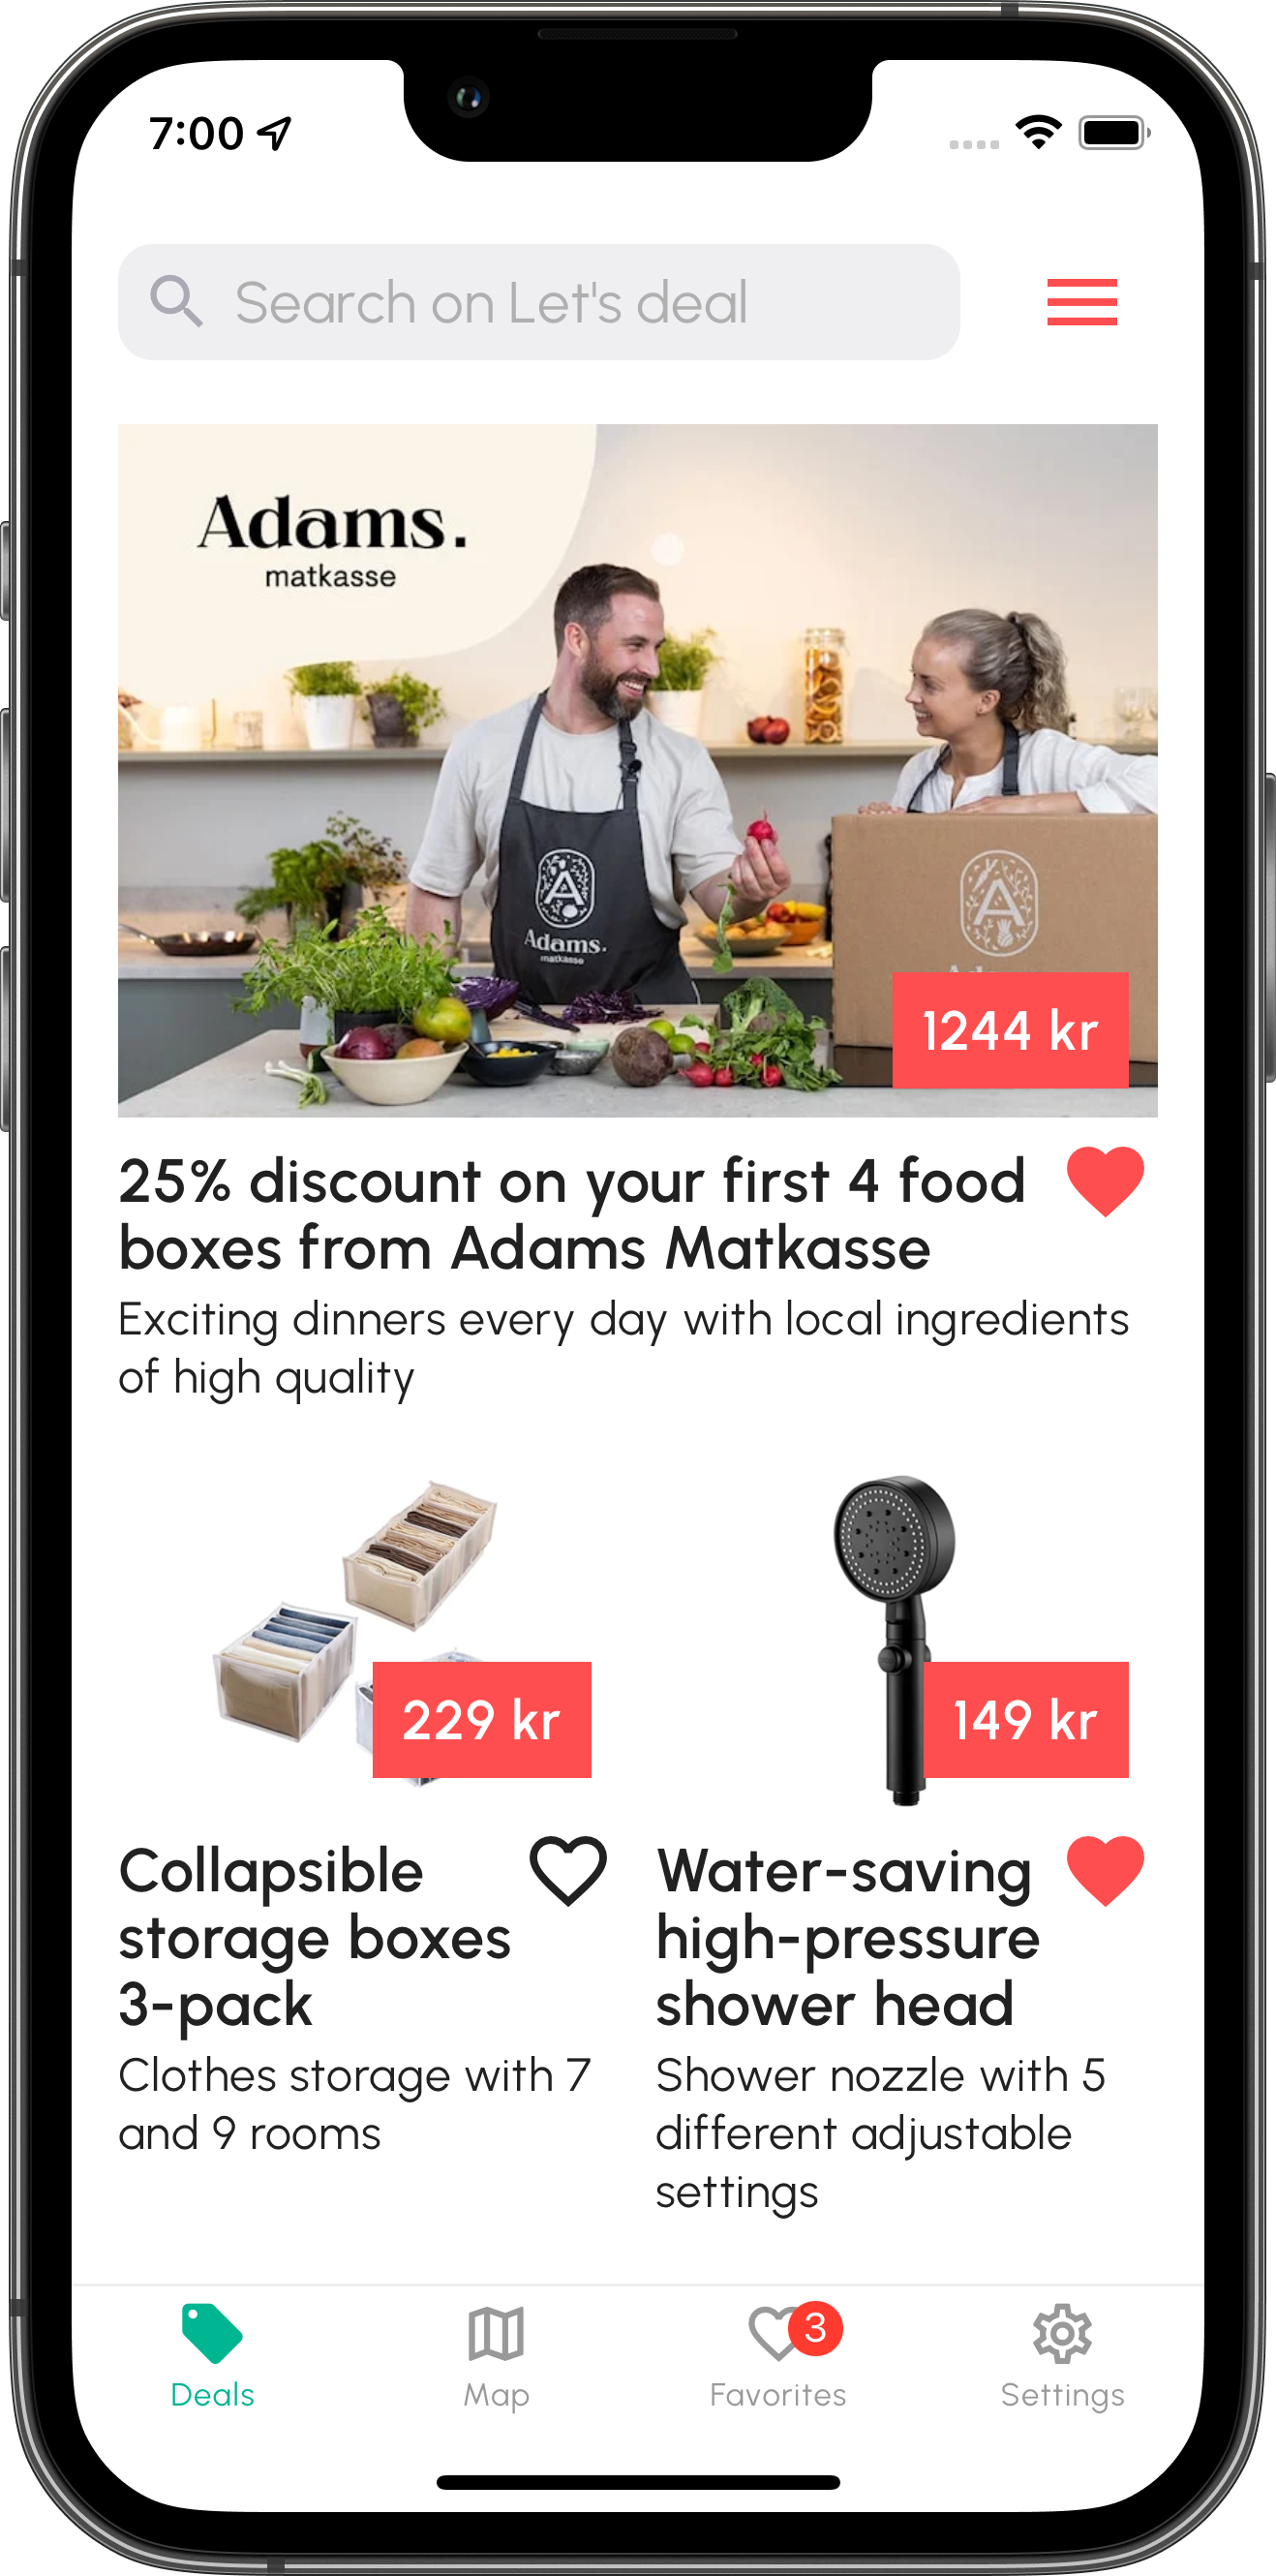 7:00
Search on Let's deal
Adams.
matkasse
Adams.
matkasse
1244 kr
25% discount on your first 4 food
boxes from Adams Matkasse
Exciting dinners every day with local ingredients
of high quality
229 kr
149 kr
Collapsible
storage boxes
3-pack
Clothes storage with 7
and 9 rooms
Water-saving
high-pressure
shower head
Shower nozzle with 5
different adjustable
settings
Deals
Map
3
Favorites
Settings